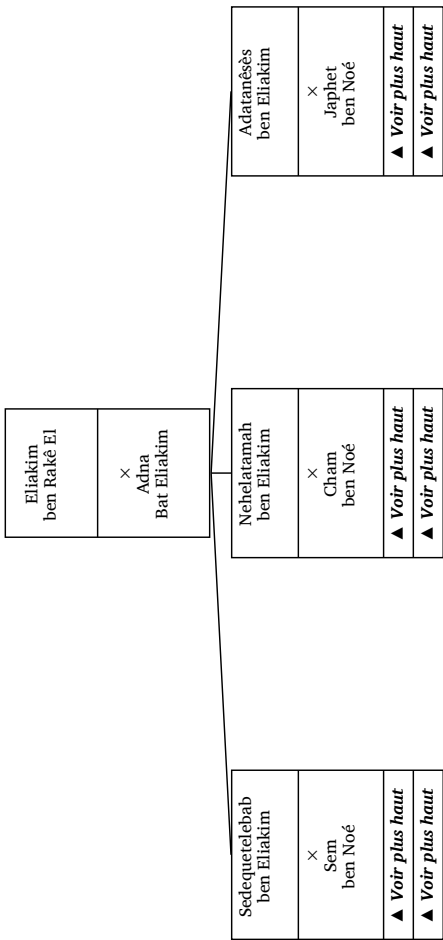 Eliakim
ben Rakê El
×
Adna
Bat Eliakim
Sedequetelebab
ben Eliakim
×
Sem
ben Noé
▲ Voir plus haut
▲ Voir plus haut
Nehelatamah
ben Eliakim
×
Cham
ben Noé
▲ Voir plus haut
▲ Voir plus haut
Adatanêsès
ben Eliakim
×
Japhet
ben Noé
▲ Voir plus haut
▲ Voir plus haut